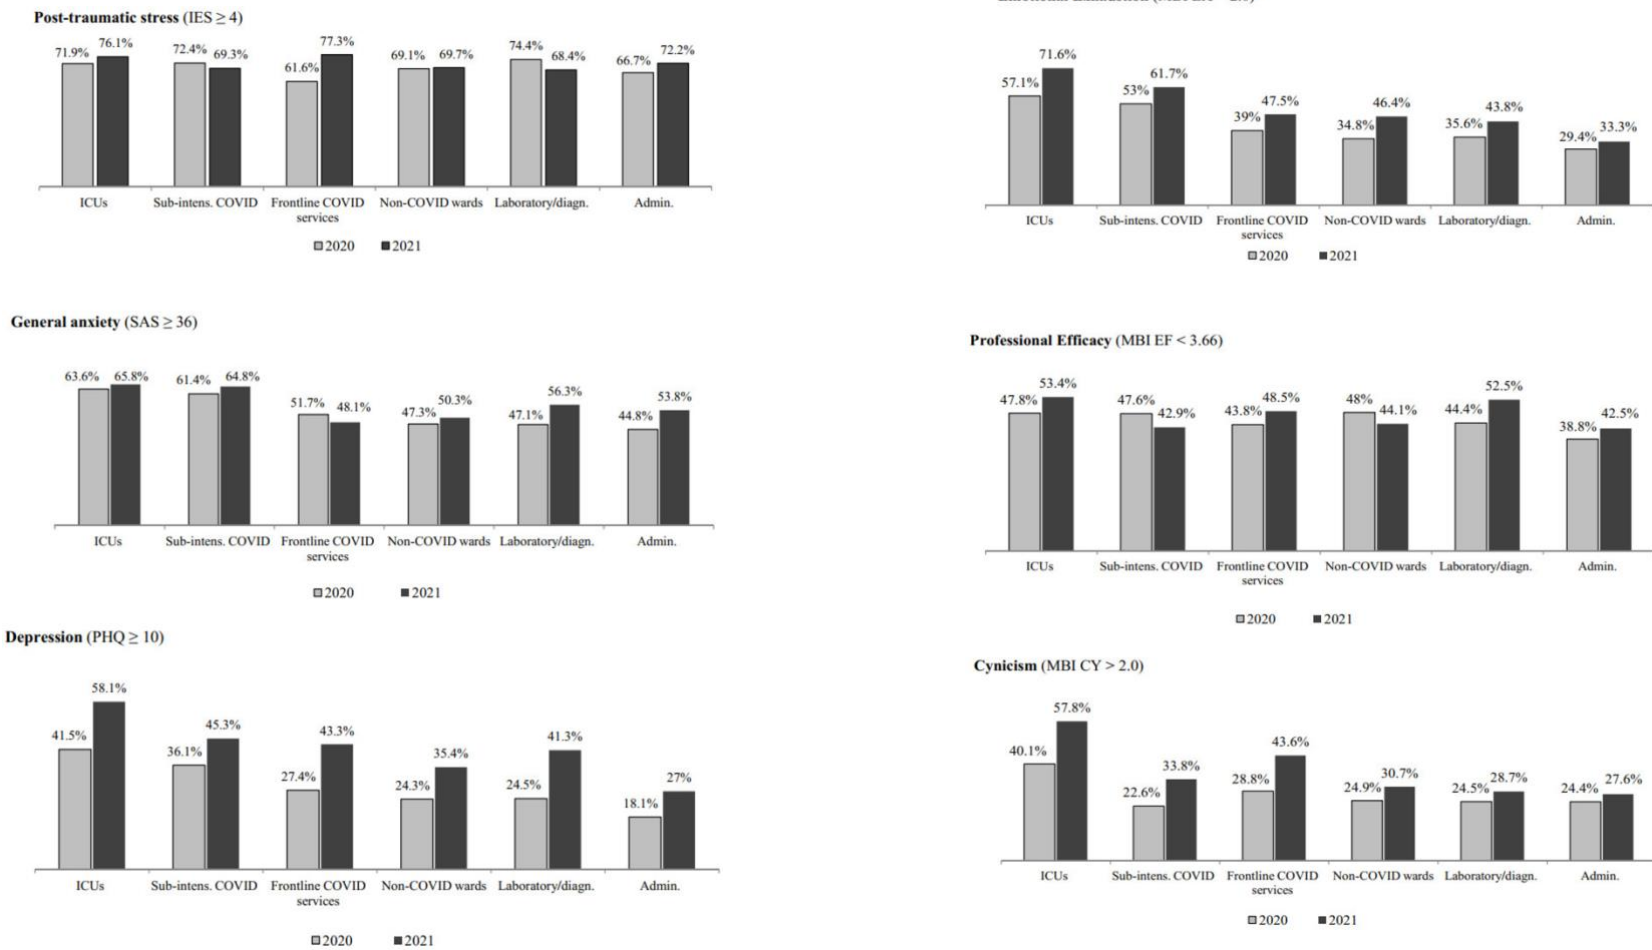 Post-traumatic stress (IES ≥ 4)
71.9% 76.1% 72.4% 69.3% 61.6% 77.3% 69.1% 69.7% 74.4% 68.4% 66.7% 72.2%
ICUs Sub-intens. COVID Frontline COVID Non-COVID wards Laboratory/diagn. Admin.
services
2020 2021
General anxiety (SAS ≥ 36)
63.6% 65.8% 61.4% 64.8% 51.7% 48.1% 47.3% 50.3% 47.1% 56.3% 44.8% 53.8%
ICUs Sub-intens. COVID Frontline COVID Non-COVID wards Laboratory/diagn. Admin.
services
2020 2021
Depression (PHQ ≥ 10)
41.5% 58.1% 36.1% 45.3% 27.4% 43.3% 24.3% 35.4% 24.5% 41.3% 18.1% 27%
ICUs Sub-intens. COVID Frontline COVID Non-COVID wards Laboratory/diagn. Admin.
services
2020 2021
57.1% 71.6% 53% 61.7% 39% 47.5% 34.8% 46.4% 35.6% 43.8% 29.4% 33.3%
ICUs Sub-intens. COVID Frontline COVID Non-COVID wards Laboratory/diagn. Admin.
services
2020 2021
Professional Efficacy (MBI EF < 3.66)
47.8% 53.4% 47.6% 42.9% 43.8% 48.5% 48% 44.1% 44.4% 52.5% 38.8% 42.5%
ICUs Sub-intens. COVID Frontline COVID Non-COVID wards Laboratory/diagn. Admin.
services
2020 2021
Cynicism (MBI CY > 2.0)
40.1% 57.8% 22.6% 33.8% 28.8% 43.6% 24.9% 30.7% 24.5% 28.7% 24.4% 27.6%
ICUs Sub-intens. COVID Frontline COVID Non-COVID wards Laboratory/diagn. Admin.
services
2020 2021